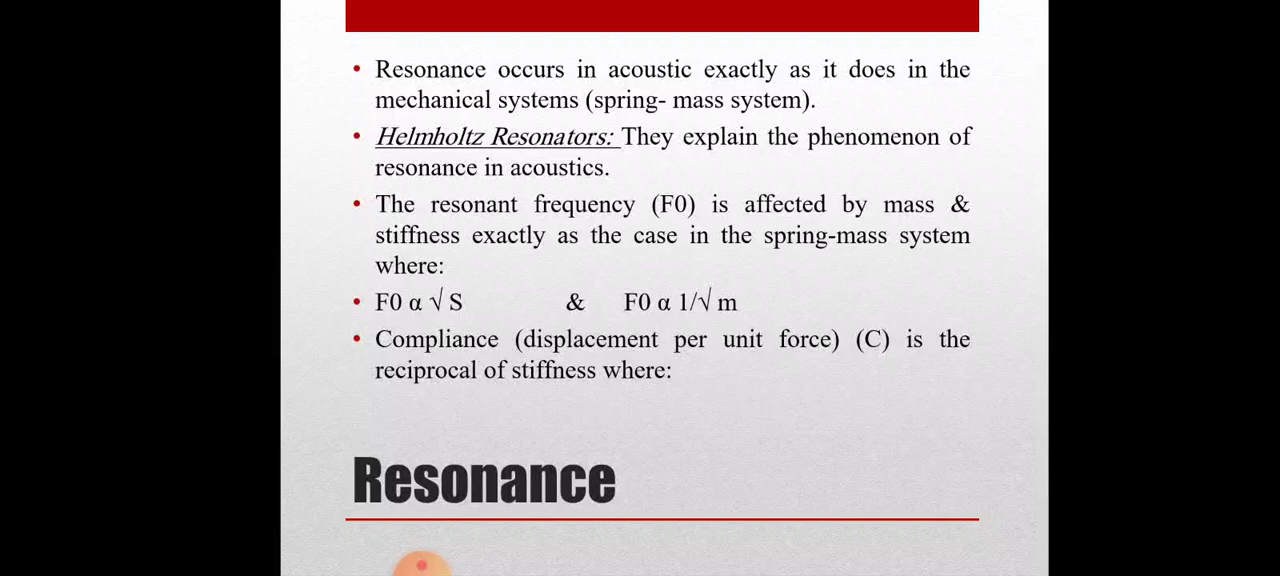 • Resonance occurs in acoustic exactly as it does in the
mechanical systems (spring- mass system).
• Helmholtz Resonators: They explain the phenomenon of
resonance in acoustics.
• The resonant frequency (F0) is affected by mass &
stiffness exactly as the case in the spring-mass system
where:
• F0 α √ S & F0 α 1/√ m
• Compliance (displacement per unit force) (C) is the
reciprocal of stiffness where:
Resonance